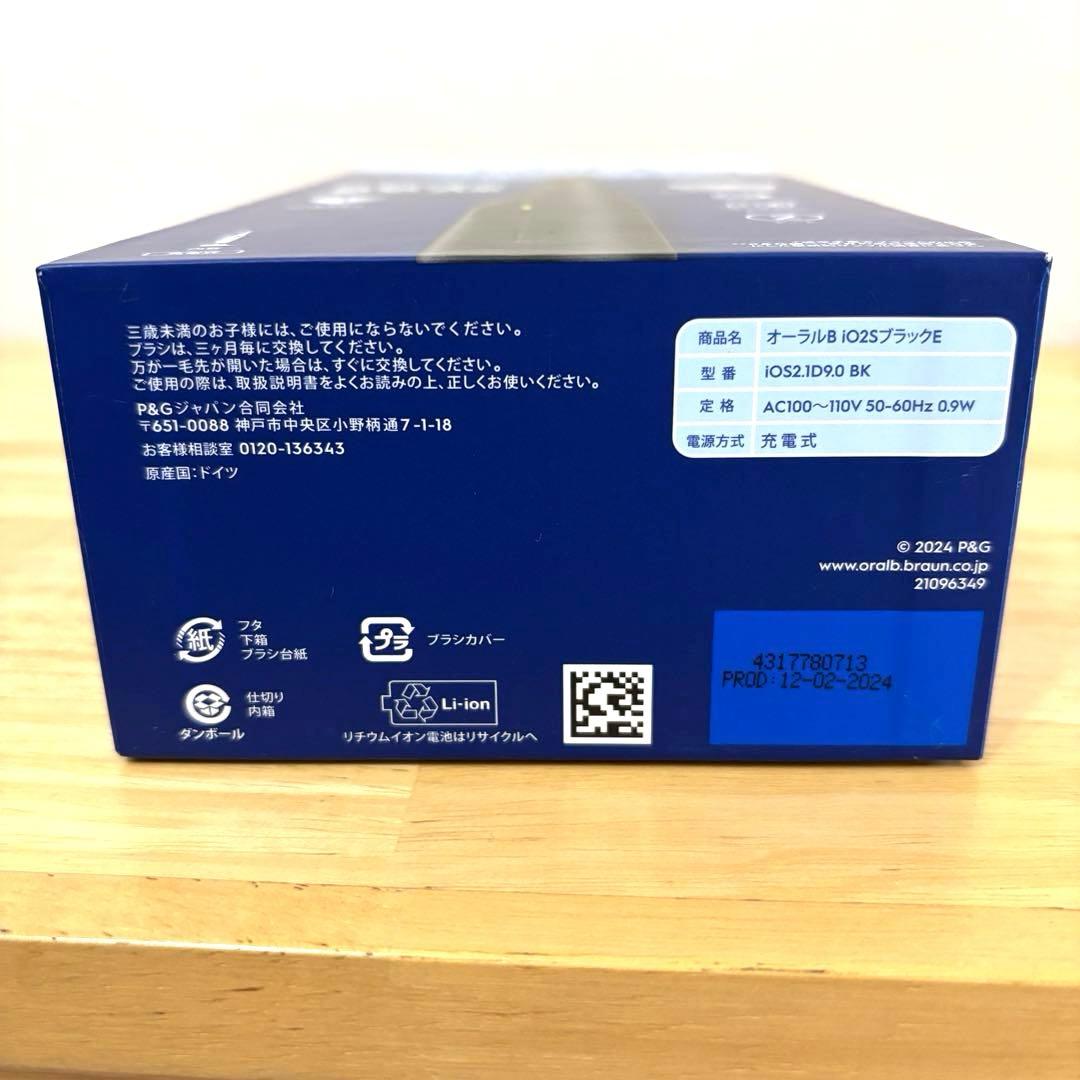 三歳未満のお子様には、ご使用にならないでください。
ブラシは、三ヶ月毎に交換してください。
万が一毛先が開いた場合は、すぐに交換してください。
ご使用の際は、取扱説明書をよくお読みの上、正しくお使いください。
P&Gジャパン合同会社
〒651-0088 神戸市中央区小野柄通7-1-18
お客様相談室 0120-136343
原産国：ドイツ
商品名 オーラルB iO2SブラックE
型番 iOS2.1D9.0 BK
定格 AC100～110V 50-60Hz 0.9W
電源方式 充電式
© 2024 P&G
www.oralb.braun.co.jp
21096349
紙
フタ
下箱
ブラシ台紙
プラ
ブラシカバー
仕切り
内箱
ダンボール
Li-ion
リチウムイオン電池はリサイクルへ
4317780713
PROD:12-02-2024